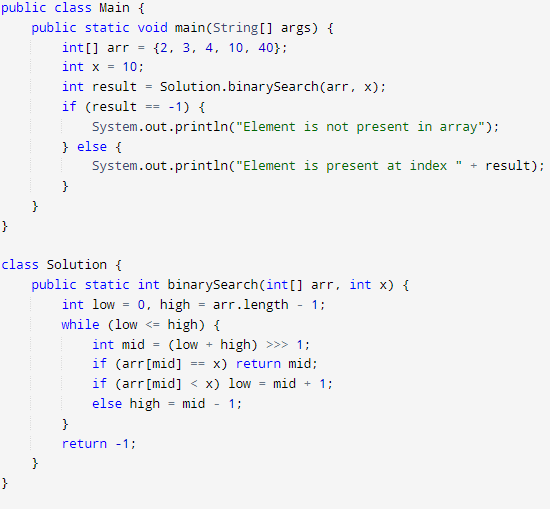 public class Main {
    public static void main(String[] args) {
        int[] arr = {2, 3, 4, 10, 40};
        int x = 10;
        int result = Solution.binarySearch(arr, x);
        if (result == -1) {
            System.out.println("Element is not present in array");
        } else {
            System.out.println("Element is present at index " + result);
        }
    }
}

class Solution {
    public static int binarySearch(int[] arr, int x) {
        int low = 0, high = arr.length - 1;
        while (low <= high) {
            int mid = (low + high) >>> 1;
            if (arr[mid] == x) return mid;
            if (arr[mid] < x) low = mid + 1;
            else high = mid - 1;
        }
        return -1;
    }
}